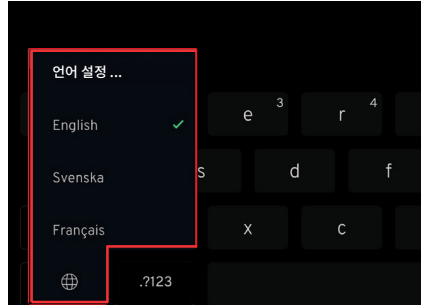 언어 설정 ...
English
Svenska
Français
e 3 r 4
s d f
x c
.?123